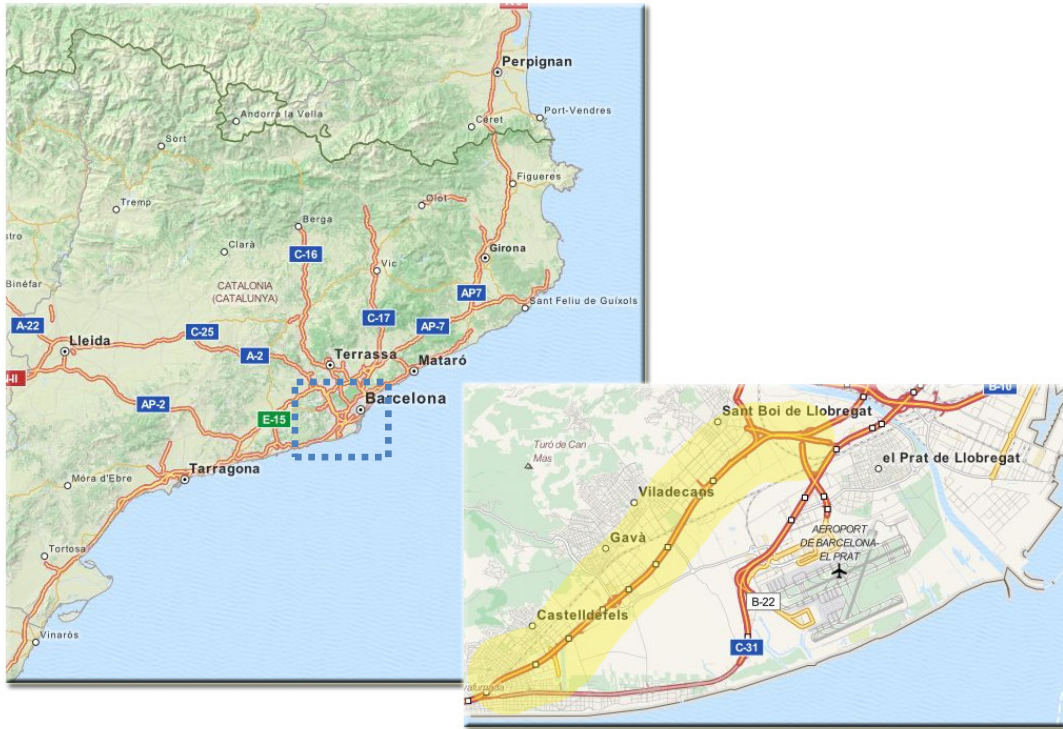 Perpignan
Port-Vendres
Céret
Andorra la Vella
Sort
Figueres
Tremp
Olot
Berga
Clarà
Girona
C-16
Vic
CATALONIA
(CATALUNYA)
Binéfar
AP7
Sant Feliu de Guíxols
C-17
AP-7
A-22
C-25
Lleida
A-2
Terrassa
Mataró
N-II
AP-2
Barcelona
E-15
Tarragona
Móra d'Ebre
Tortosa
Vinaròs
B-10
Sant Boi de Llobregat
Turó de Can
Mas
el Prat de Llobregat
Viladecans
AEROPORT
DE BARCELONA-
EL PRAT
Gavà
B-22
Castelldefels
C-31